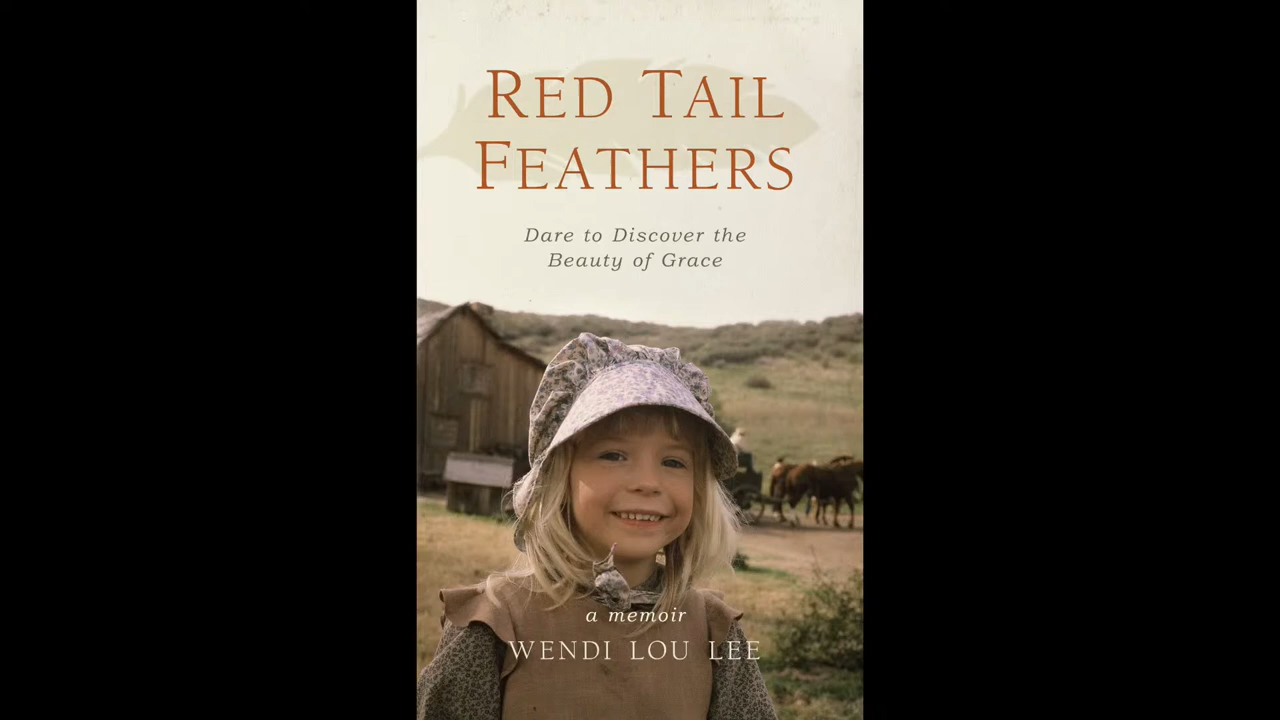 RED TAIL
FEATHERS
Dare to Discover the
Beauty of Grace
a memoir
WENDI LOU LEE